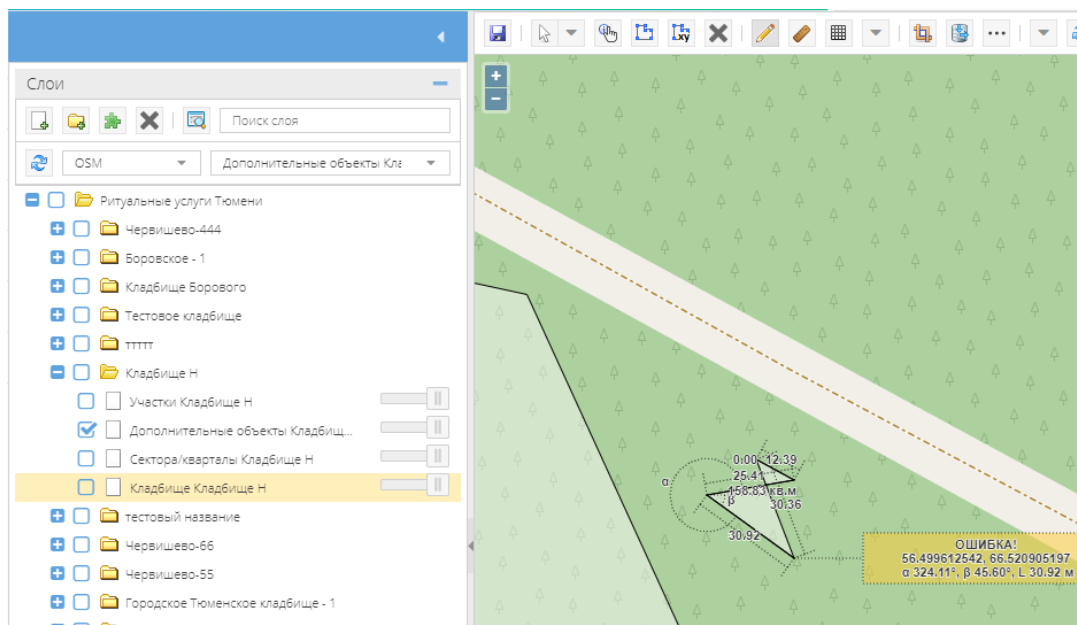 Слои
Поиск слоя
OSM
Дополнительные объекты Кла
Ритуальные услуги Тюмени
Червишево-444
Боровское - 1
Кладбище Борового
Тестовое кладбище
ттттт
Кладбище Н
Участки Кладбище Н
Дополнительные объекты Кладбищ...
Сектора/кварталы Кладбище Н
Кладбище Кладбище Н
тестовый название
Червишево-66
Червишево-55
Городское Тюменское кладбище - 1
xy
0.00 12.39
25.41
α
158.83 кв.м
β
30.36
30.92
ОШИБКА!
56.499612542, 66.520905197
α 324.11°, β 45.60°, L 30.92 м